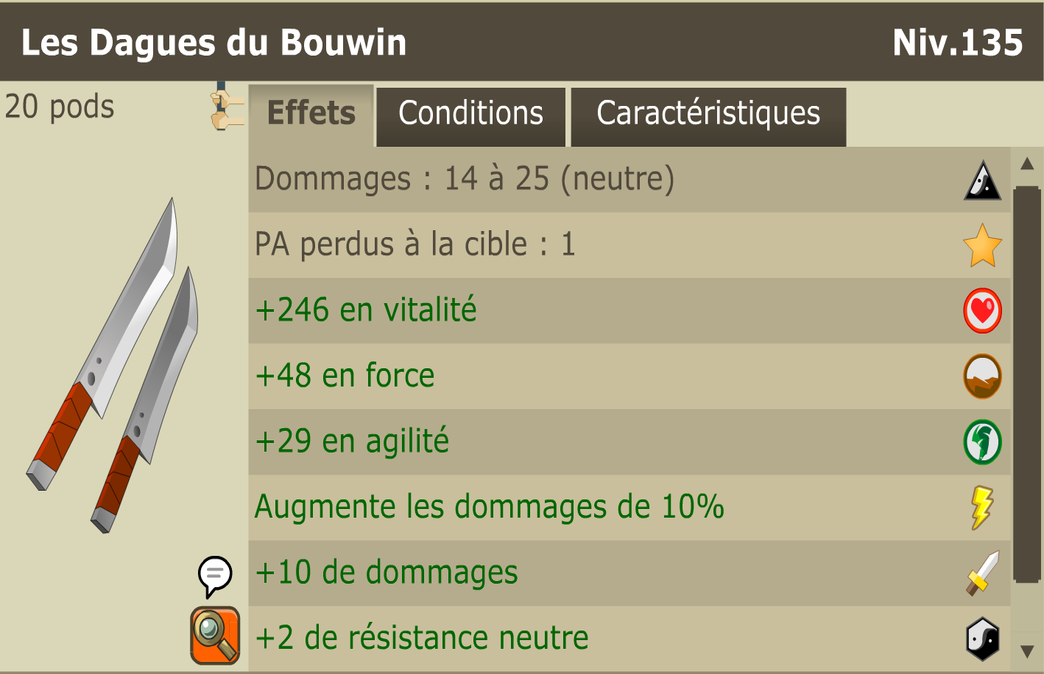 Les Dagues du Bouwin Niv.135
20 pods Effets Conditions Caractéristiques
Dommages : 14 à 25 (neutre)
PA perdus à la cible : 1
+246 en vitalité
+48 en force
+29 en agilité
Augmente les dommages de 10%
+10 de dommages
+2 de résistance neutre